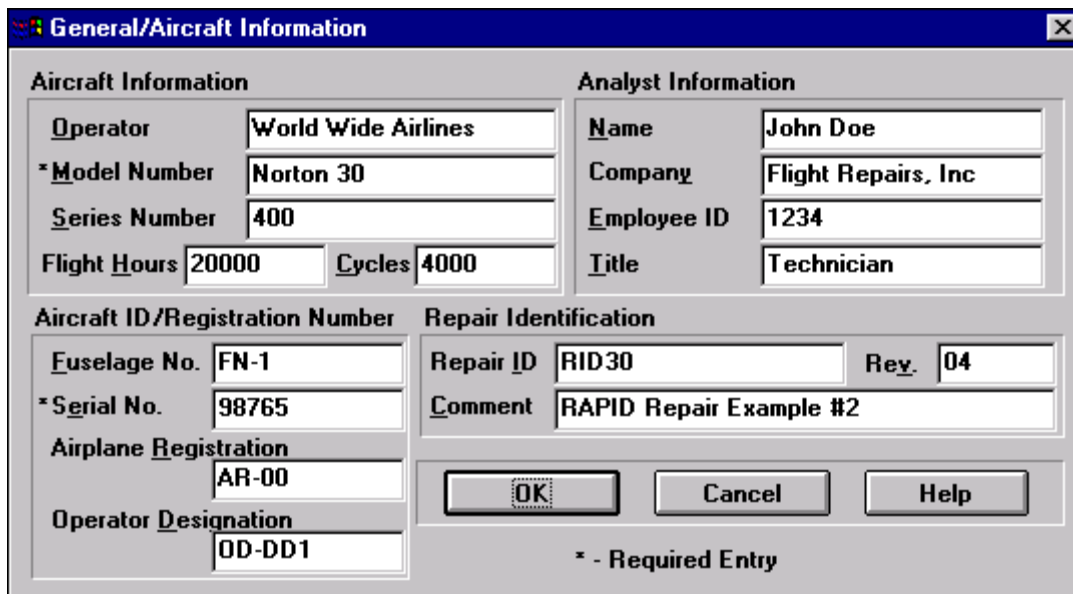 General/Aircraft Information
Aircraft Information
Operator World Wide Airlines
*Model Number Norton 30
Series Number 400
Flight Hours 20000 Cycles 4000
Analyst Information
Name John Doe
Company Flight Repairs, Inc
Employee ID 1234
Title Technician
Aircraft ID/Registration Number
Fuselage No. FN-1
*Serial No. 98765
Airplane Registration
AR-00
Operator Designation
OD-DD1
Repair Identification
Repair ID RID30 Rev. 04
Comment RAPID Repair Example #2
OK Cancel Help
* - Required Entry